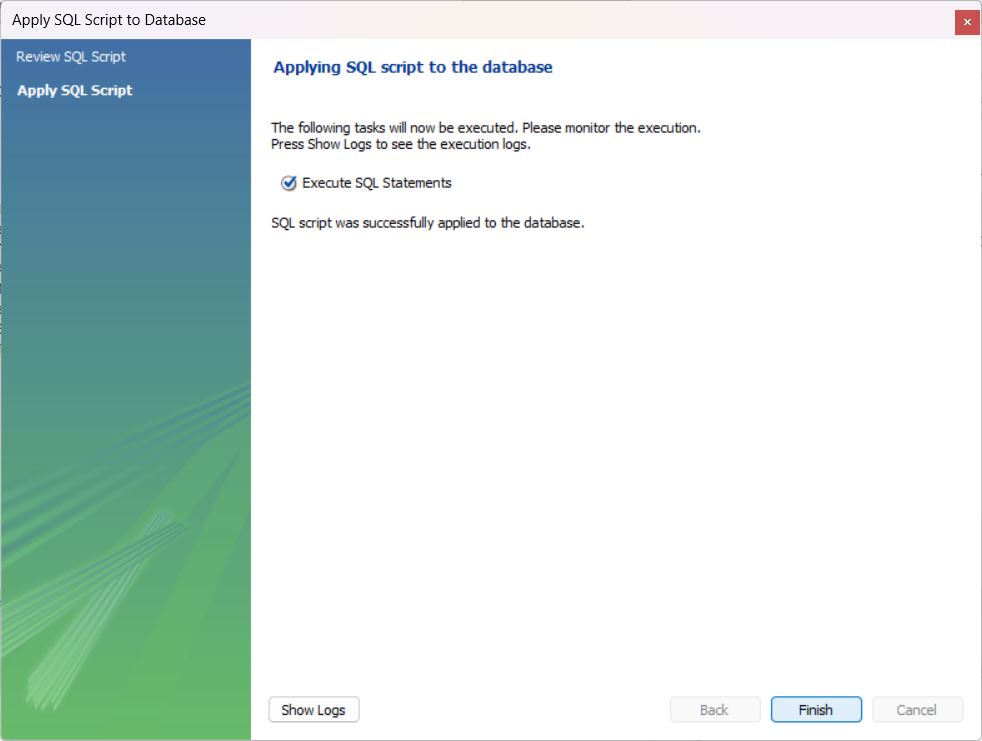 Apply SQL Script to Database
Review SQL Script
Apply SQL Script
Applying SQL script to the database
The following tasks will now be executed. Please monitor the execution.
Press Show Logs to see the execution logs.
Execute SQL Statements
SQL script was successfully applied to the database.
Show Logs
Back
Finish
Cancel